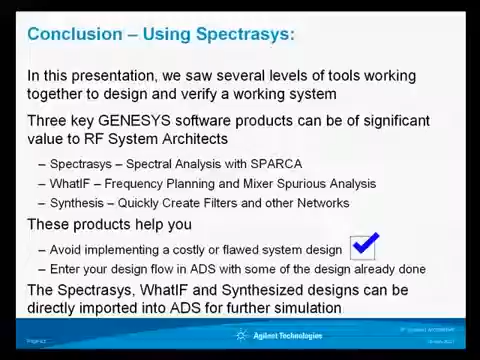 Conclusion – Using Spectrasys:
In this presentation, we saw several levels of tools working
together to design and verify a working system
Three key GENESYS software products can be of significant
value to RF System Architects
– Spectrasys – Spectral Analysis with SPARCA
– WhatIF – Frequency Planning and Mixer Spurious Analysis
– Synthesis – Quickly Create Filters and other Networks
These products help you
– Avoid implementing a costly or flawed system design
– Enter your design flow in ADS with some of the design already done
The Spectrasys, WhatIF and Synthesized designs can be
directly imported into ADS for further simulation
Agilent Technologies